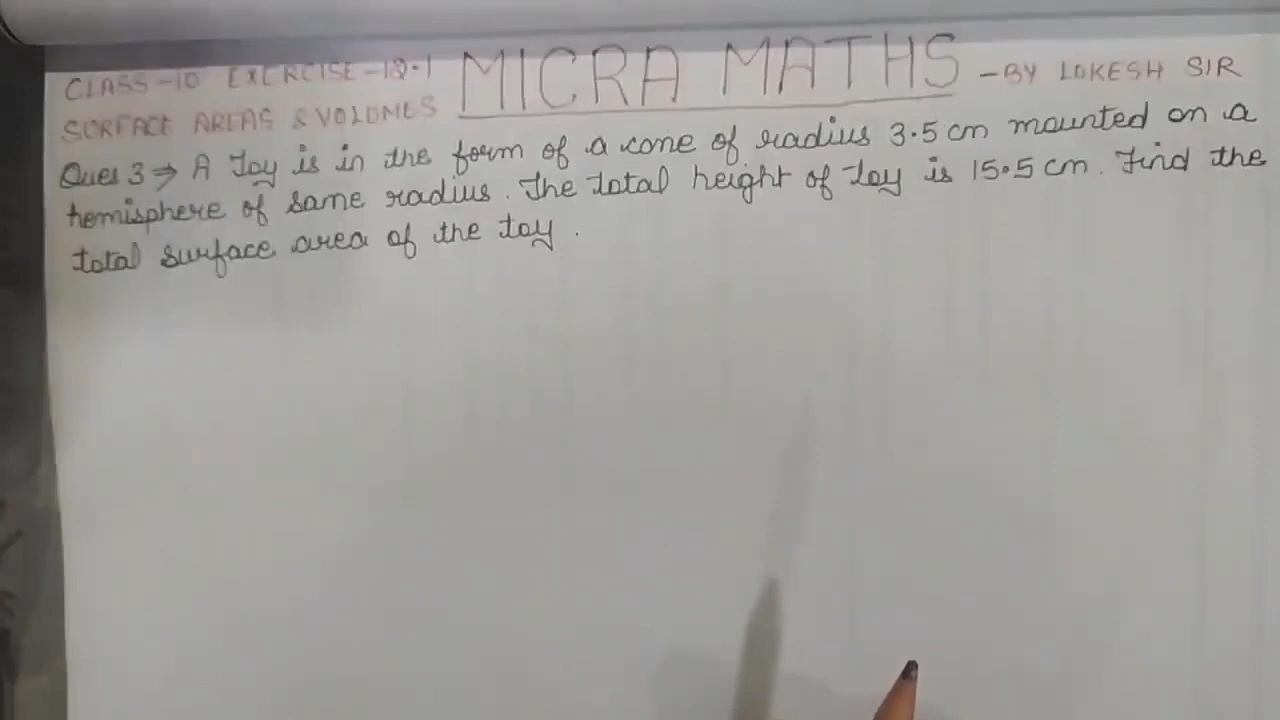 CLASS-10 EXERCISE-13.1 MICRA MATHS -BY LOKESH SIR
SURFACE AREAS & VOLUMES
Ques 3⇒ A Toy is in the form of a cone of radius 3.5 cm mounted on a
hemisphere of same radius. The total height of toy is 15.5 cm. Find the
total surface area of the toy.